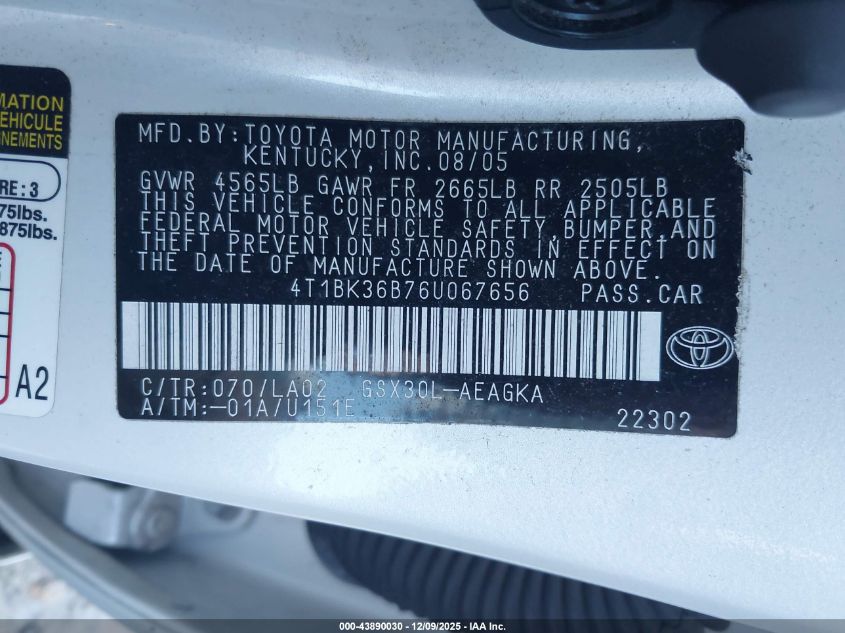 MATION
EHICULE
GNEMENTS
RE : 3
75lbs.
875lbs.
E
A2
MFD.BY:TOYOTA MOTOR MANUFACTURING,
KENTUCKY,INC.08/05
GVWR 4565LB GAWR FR 2665LB RR 2505LB
THIS VEHICLE CONFORMS TO ALL APPLICABLE
FEDERAL MOTOR VEHICLE SAFETY,BUMPER,AND
THEFT PREVENTION STANDARDS IN EFFECT ON
THE DATE OF MANUFACTURE SHOWN ABOVE.
4T1BK36B76U067656 PASS.CAR
C/TR:070/LA02 GSX30L-AEAGKA
A/TM:-01A/U151E
22302
000-43890030 - 12/09/2025 - IAA Inc.